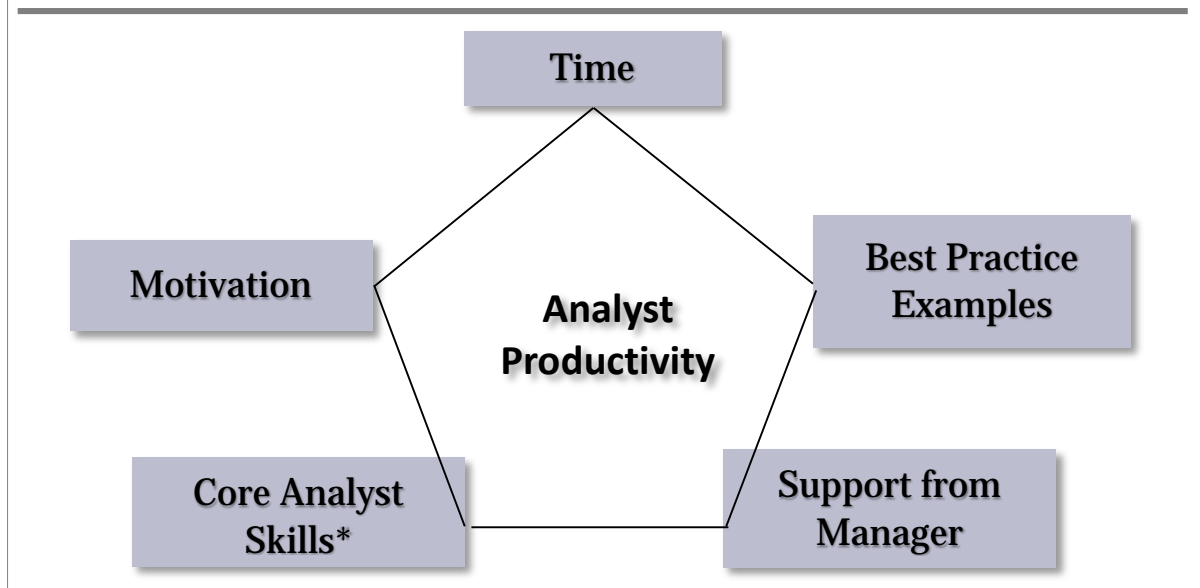 Time
Motivation
Best Practice
Examples
Analyst
Productivity
Core Analyst
Skills*
Support from
Manager